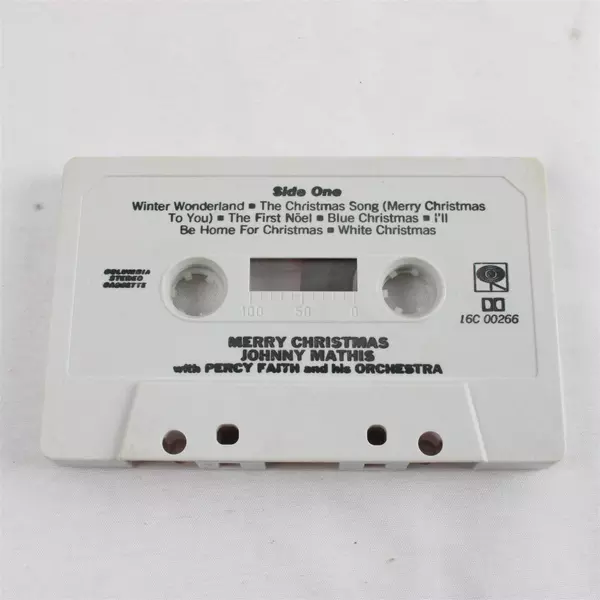 Side One
Winter Wonderland ▪ The Christmas Song (Merry Christmas
To You) ▪ The First Nöel ▪ Blue Christmas ▪ I'll
Be Home For Christmas ▪ White Christmas
COLUMBIA
STEREO
CASSETTE
100 50 0
16C 00266
MERRY CHRISTMAS
JOHNNY MATHIS
with PERCY FAITH and his ORCHESTRA